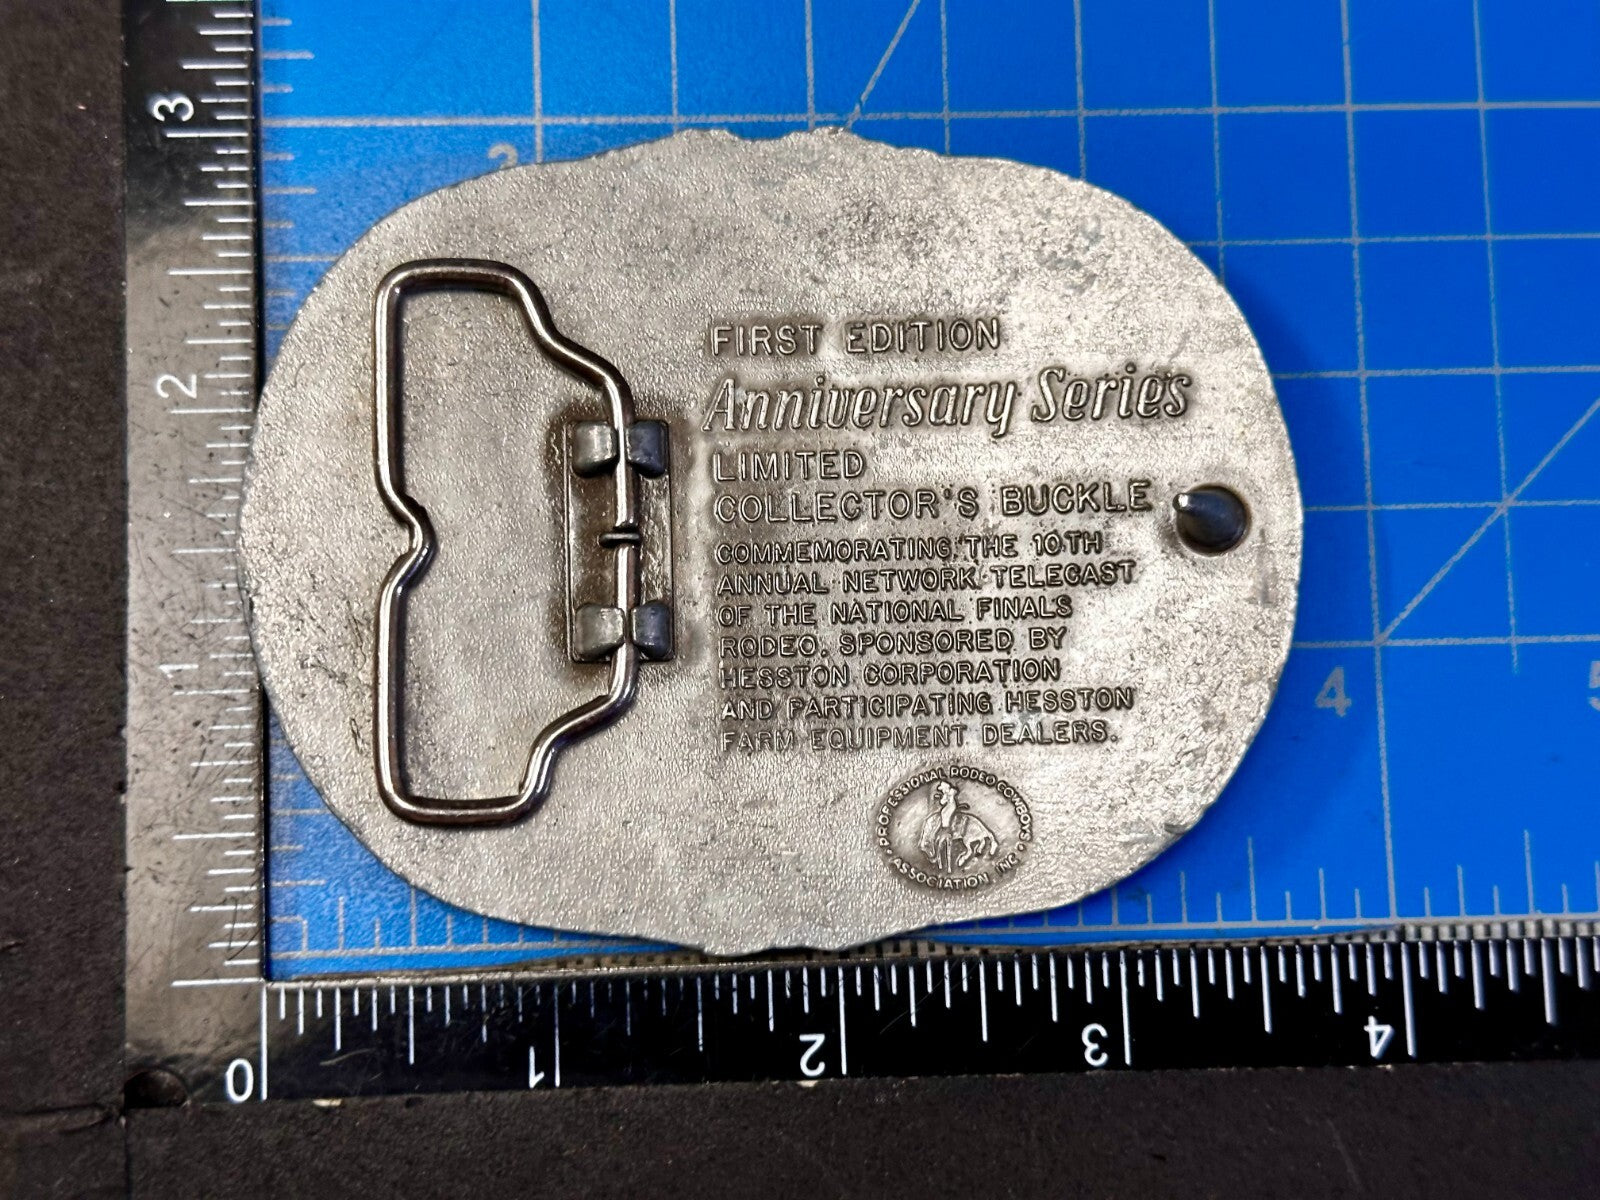 FIRST EDITION
Anniversary Series
LIMITED
COLLECTOR'S BUCKLE
COMMEMORATING THE 10TH
ANNUAL NETWORK TELECAST
OF THE NATIONAL FINALS
RODEO. SPONSORED BY
HESSTON CORPORATION
AND PARTICIPATING HESSTON
FARM EQUIPMENT DEALERS.
PROFESSIONAL RODEO COWBOYS
ASSOCIATION, INC.
3
2
1
0
1
2
3
4
3
4
5